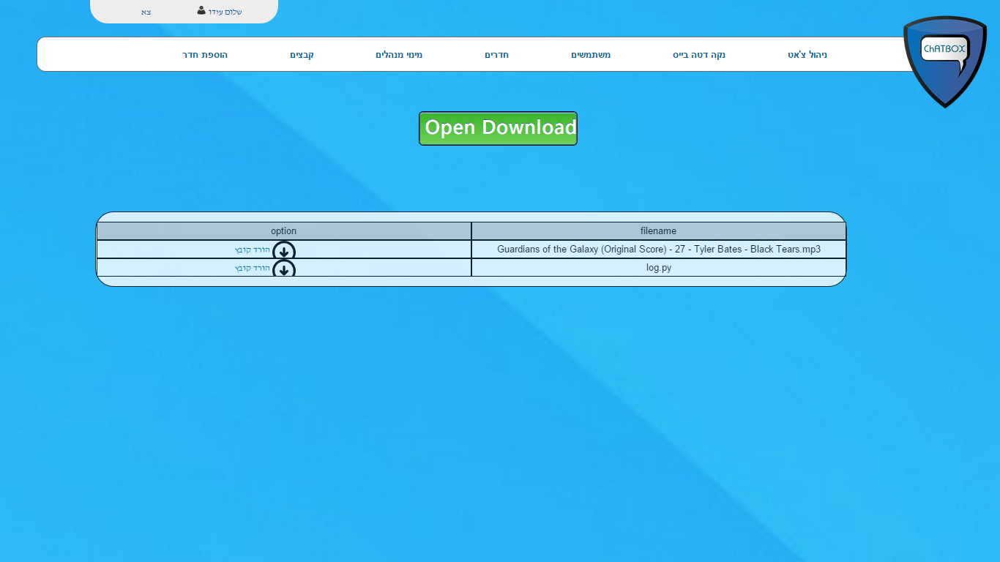 שלום עידו
צא
ChATBOX
ניהול צ'אט
נקה דטה בייס
משתמשים
חדרים
מינוי מנהלים
קבצים
הוספת חדר
Open Download
filename
option
Guardians of the Galaxy (Original Score) - 27 - Tyler Bates - Black Tears.mp3
הורד קובץ
log.py
הורד קובץ